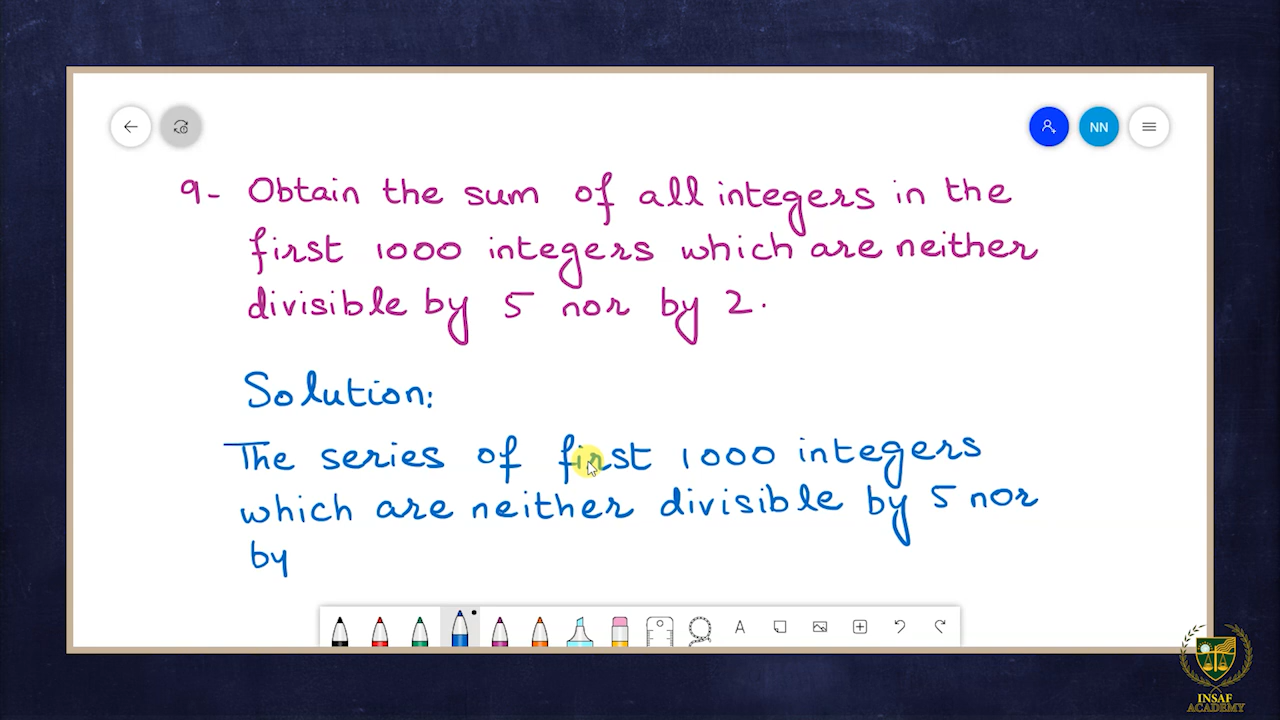 NN
9- Obtain the sum of all integers in the
first 1000 integers which are neither
divisible by 5 nor by 2.
Solution:
The series of first 1000 integers
which are neither divisible by 5 nor
by
A
INSAF
ACADEMY